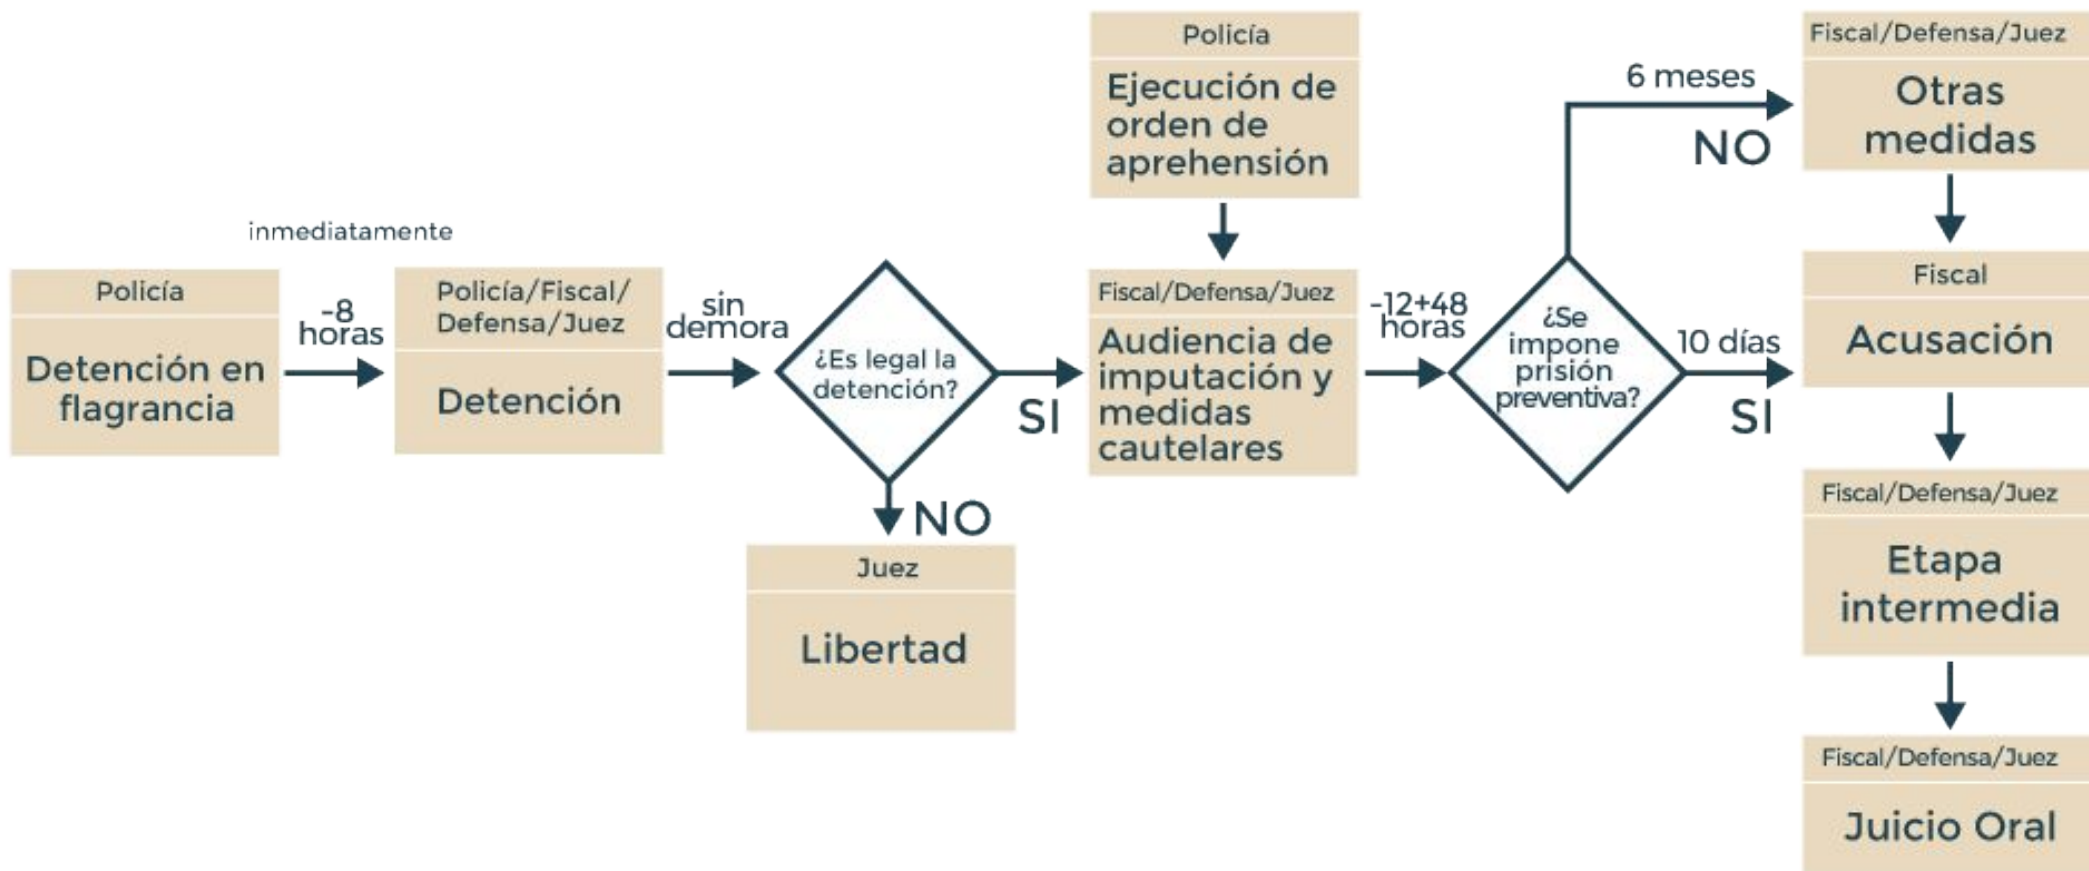 inmediatamente
Policía
Detención en
flagrancia
-8
horas
Policía/Fiscal/
Defensa/Juez
Detención
sin
demora
¿Es legal la
detención?
NO
Juez
Libertad
SI
Policía
Ejecución de
orden de
aprehensión
Fiscal/Defensa/Juez
Audiencia de
imputación y
medidas
cautelares
-12+48
horas
¿Se
impone
prisión
preventiva?
6 meses
NO
10 días
SI
Fiscal/Defensa/Juez
Otras
medidas
Fiscal
Acusación
Fiscal/Defensa/Juez
Etapa
intermedia
Fiscal/Defensa/Juez
Juicio Oral